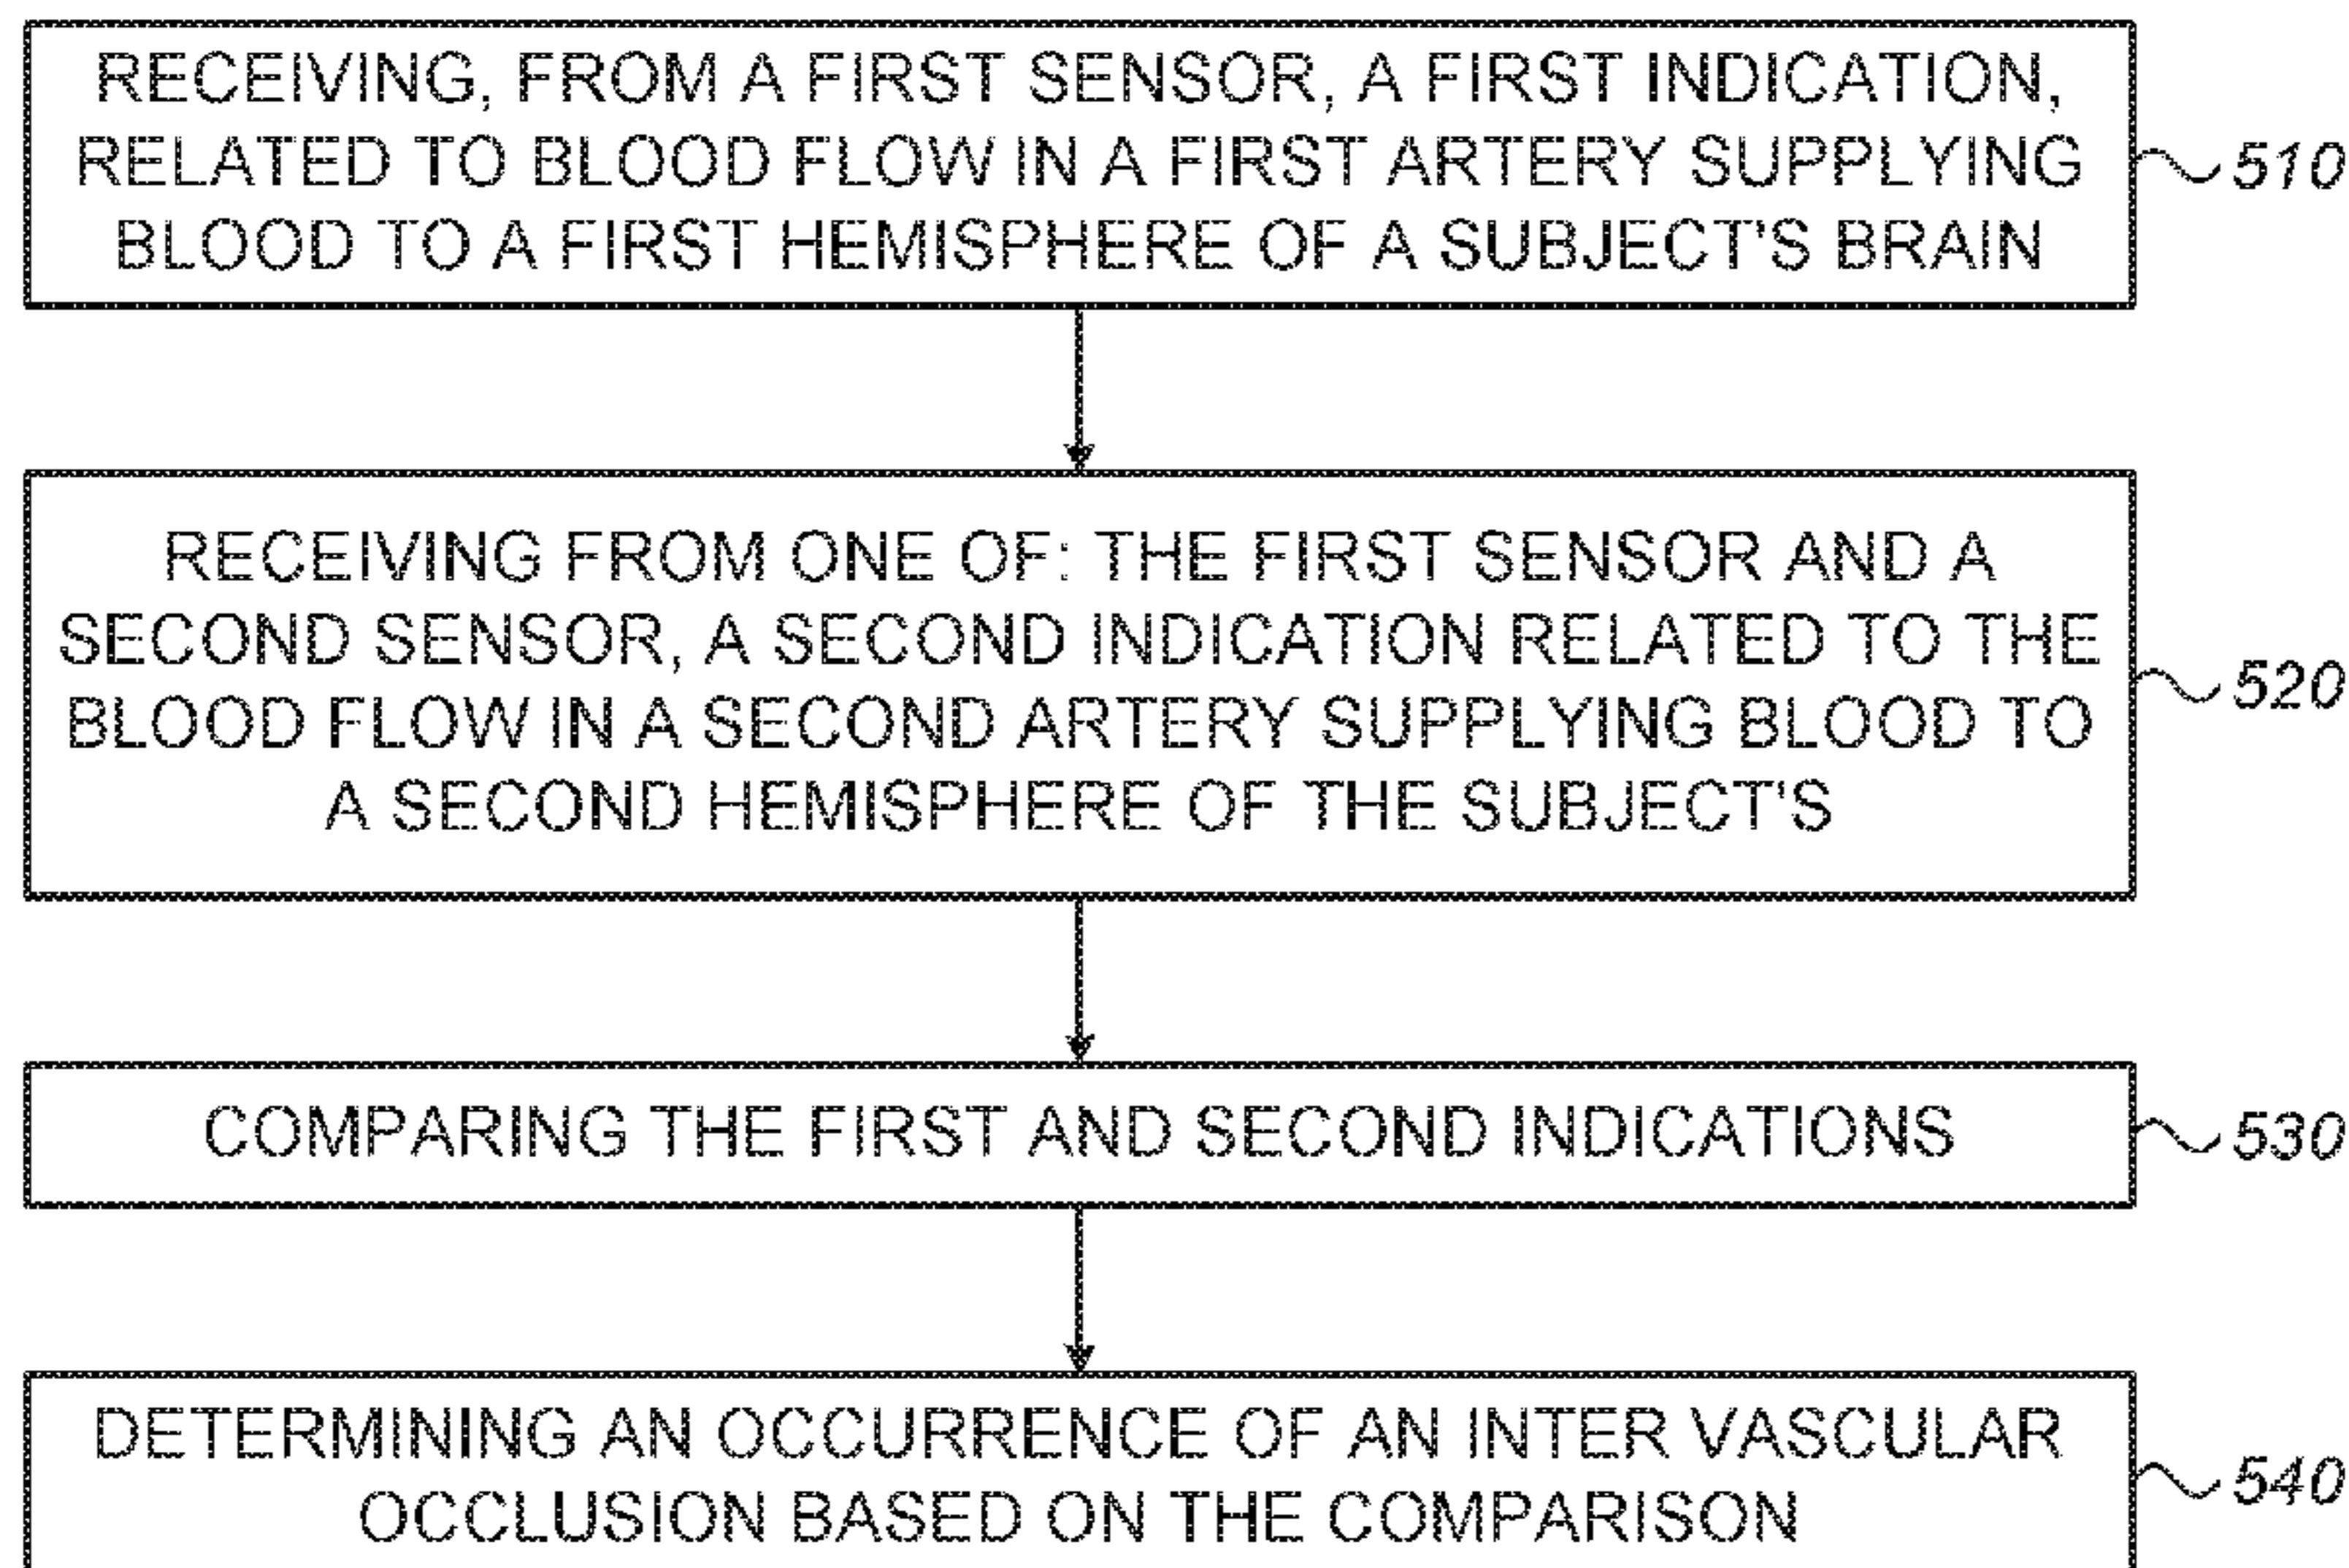 RECEIVING, FROM A FIRST SENSOR, A FIRST INDICATION,
RELATED TO BLOOD FLOW IN A FIRST ARTERY SUPPLYING
BLOOD TO A FIRST HEMISPHERE OF A SUBJECT'S BRAIN
510
RECEIVING FROM ONE OF: THE FIRST SENSOR AND A
SECOND SENSOR, A SECOND INDICATION RELATED TO THE
BLOOD FLOW IN A SECOND ARTERY SUPPLYING BLOOD TO
A SECOND HEMISPHERE OF THE SUBJECT'S
520
COMPARING THE FIRST AND SECOND INDICATIONS
530
DETERMINING AN OCCURRENCE OF AN INTER VASCULAR
OCCLUSION BASED ON THE COMPARISON
540